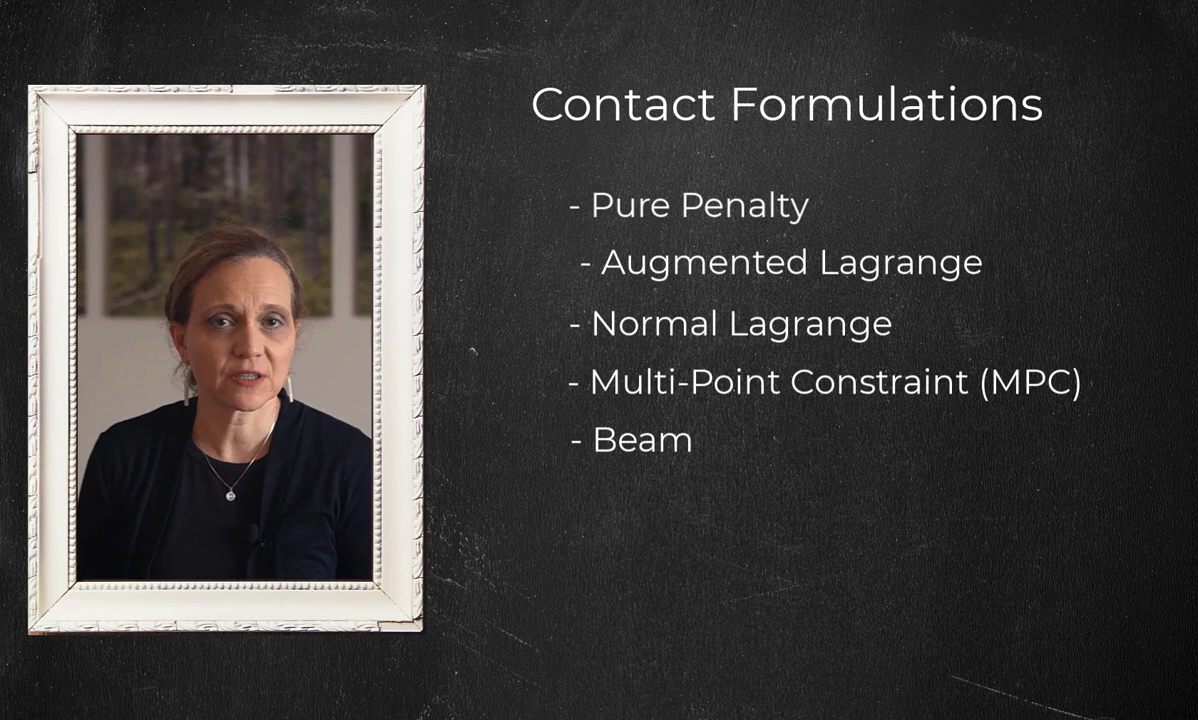 Contact Formulations
- Pure Penalty
- Augmented Lagrange
- Normal Lagrange
- Multi-Point Constraint (MPC)
- Beam